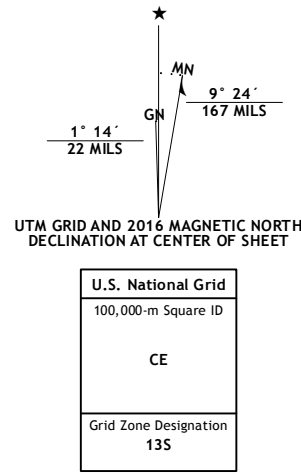 ★
MN
GN
9° 24´
167 MILS
1° 14´
22 MILS
UTM GRID AND 2016 MAGNETIC NORTH
DECLINATION AT CENTER OF SHEET
U.S. National Grid
100,000-m Square ID
CE
Grid Zone Designation
13S